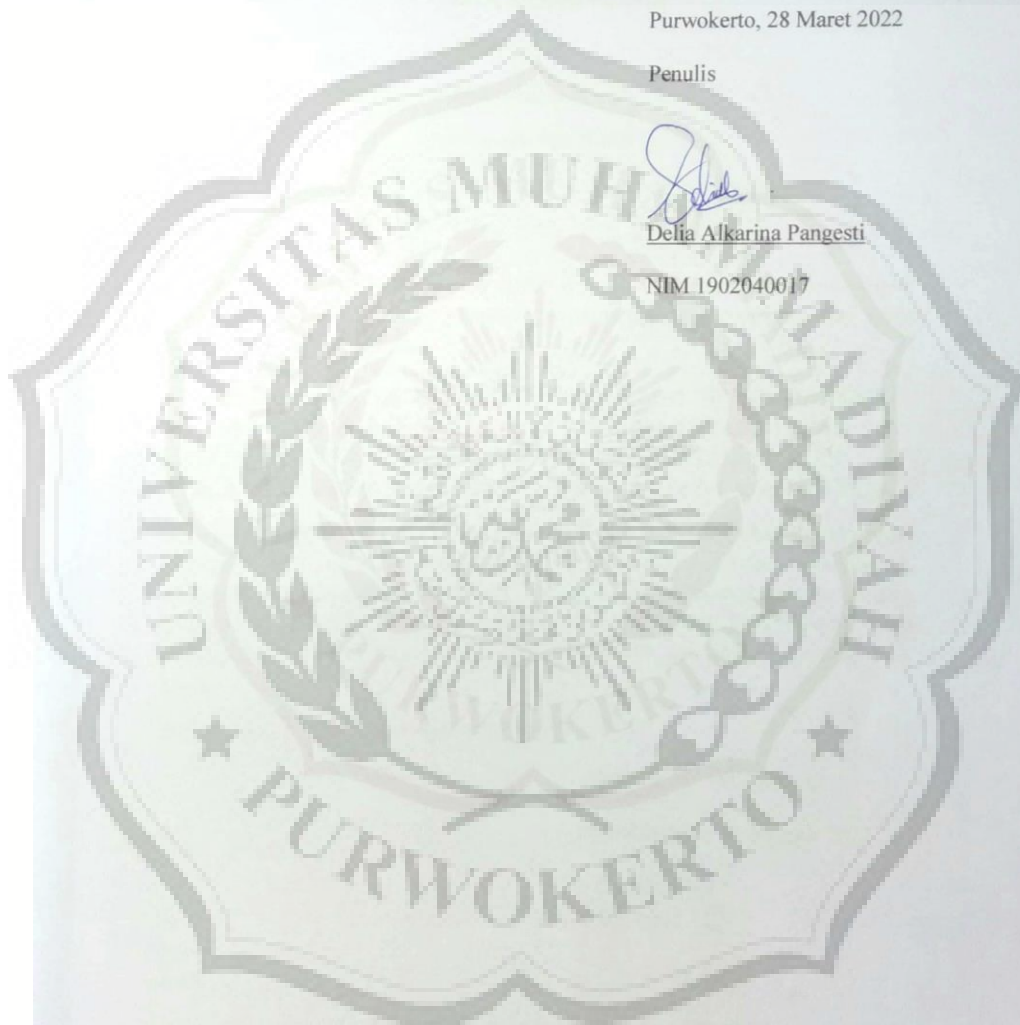 Purwokerto, 28 Maret 2022
Penulis
Delia Alkarina Pangesti
NIM 1902040017
UNIVERSITAS MUHAMMADIYAH
PURWOKERTO